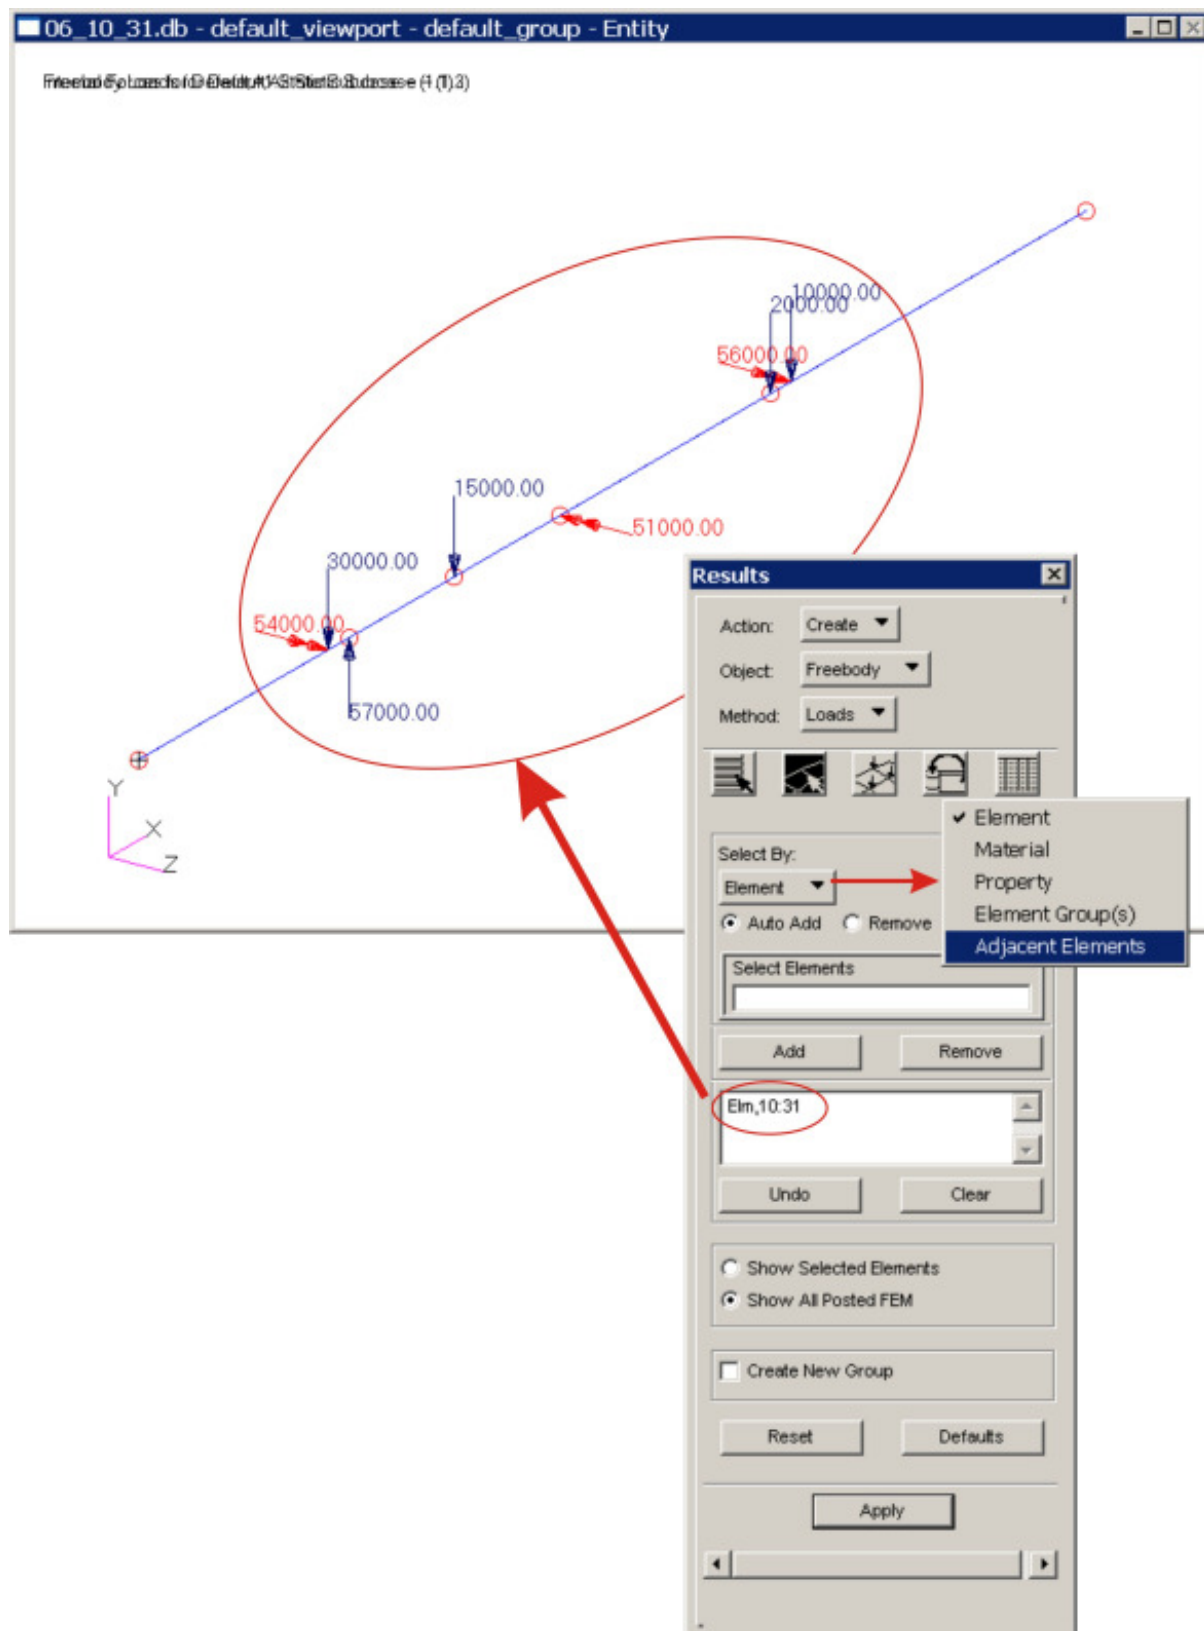 06_10_31.db - default_viewport - default_group - Entity
10000.00
2000.00
56000.00
15000.00
51000.00
30000.00
54000.00
57000.00
Y
X
Z
Results
Action: Create
Object: Freebody
Method: Loads
Element
Material
Property
Element Group(s)
Adjacent Elements
Select By:
Element
Auto Add Remove
Select Elements
Add Remove
Elm,10:31
Undo Clear
Show Selected Elements
Show All Posted FEM
Create New Group
Reset Defaults
Apply